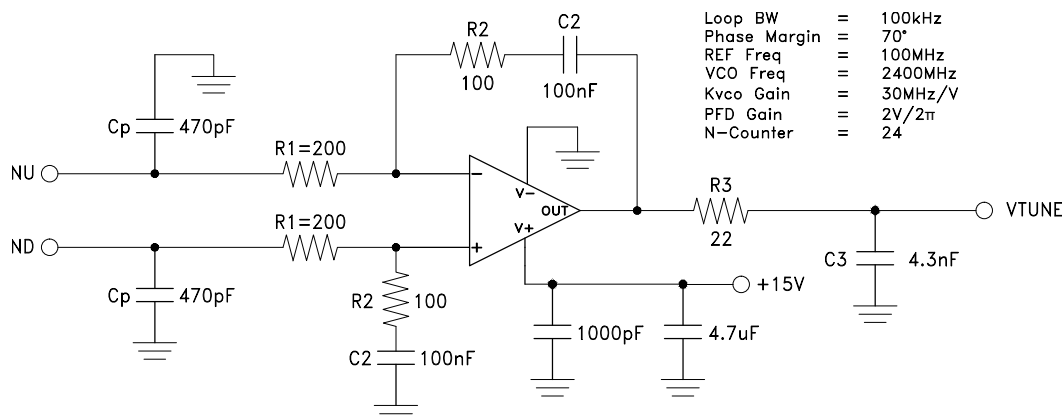 Loop BW = 100kHz
Phase Margin = 70°
REF Freq = 100MHz
VCO Freq = 2400MHz
Kvco Gain = 30MHz/V
PFD Gain = 2V/2π
N-Counter = 24
R2
100
C2
100nF
Cp
470pF
R1=200
NU
−
V−
OUT
V+
+
R3
22
VTUNE
ND
R1=200
Cp
470pF
R2
100
C2
100nF
+15V
1000pF
4.7uF
C3
4.3nF